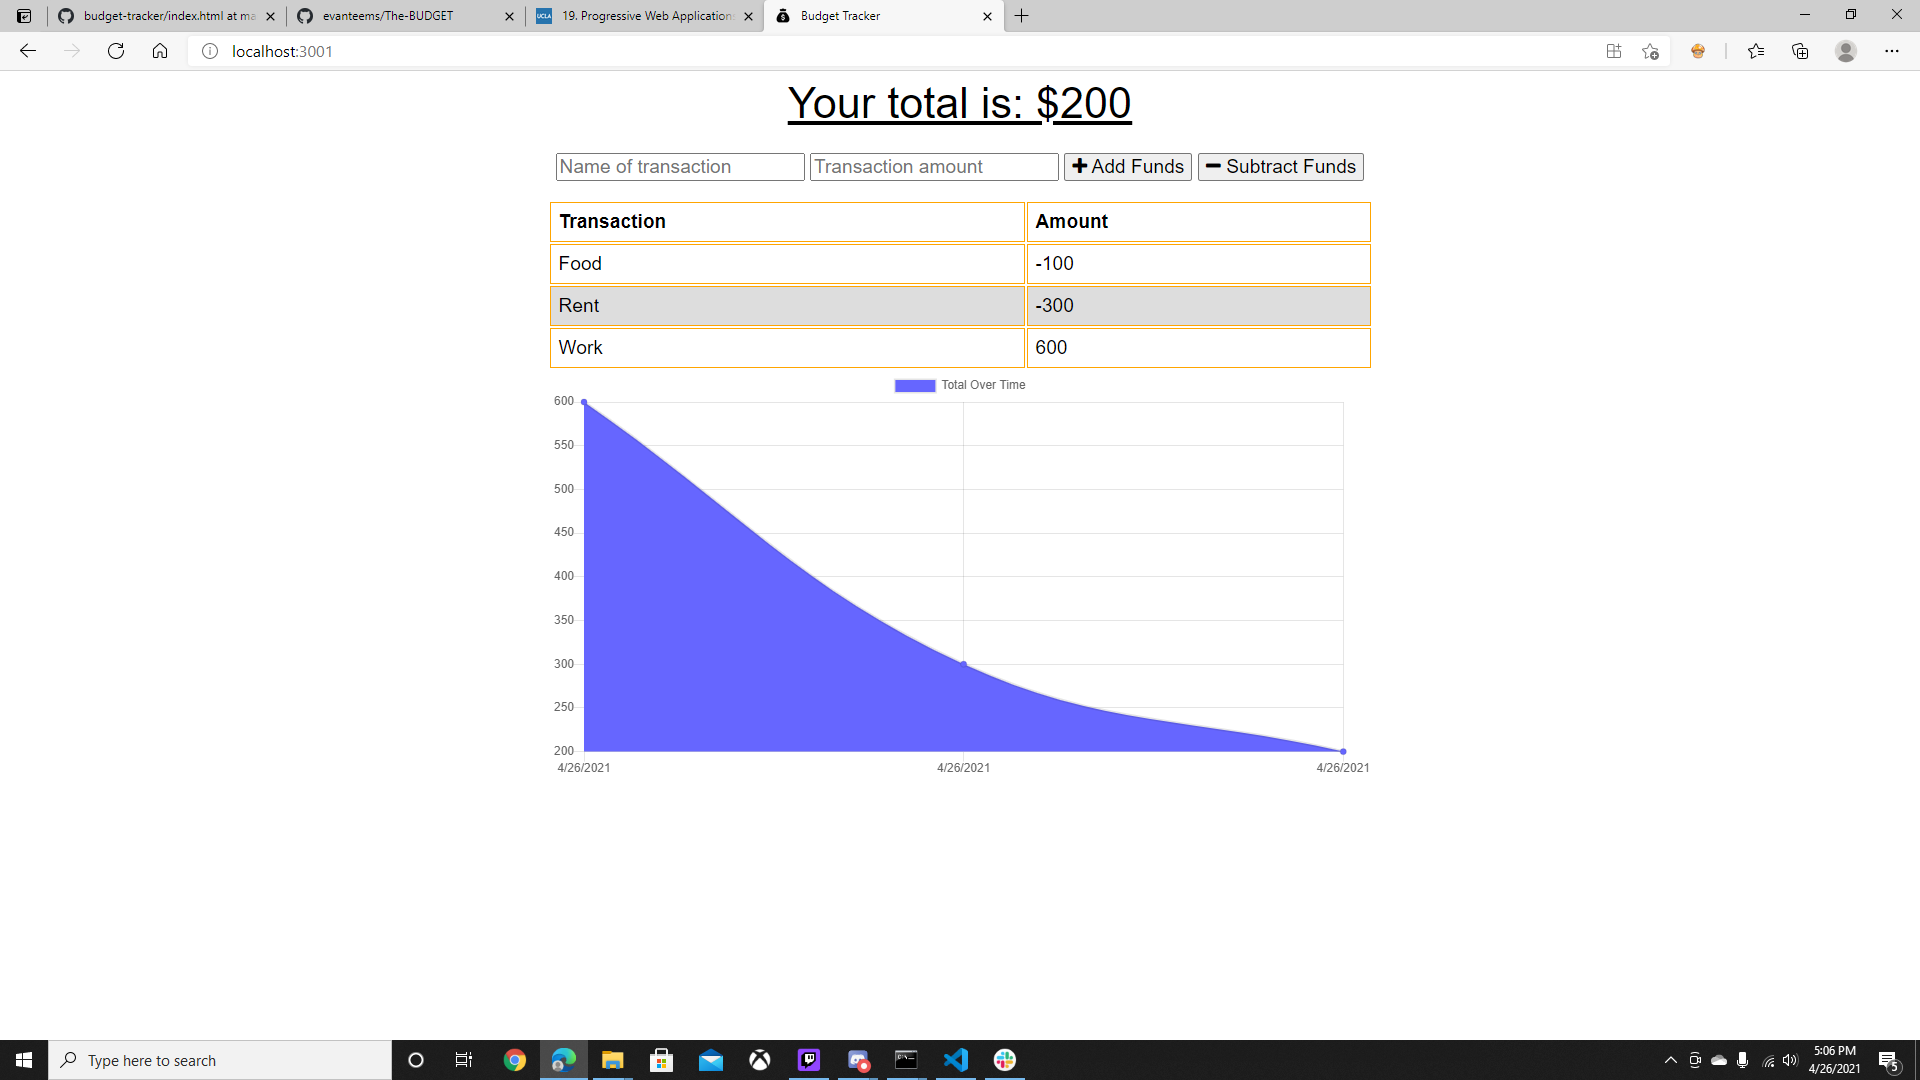 budget-tracker/index.html at ma
evanteems/The-BUDGET
UCLA
19. Progressive Web Applications
Budget Tracker
localhost:3001
Your total is: $200
Name of transaction
Transaction amount
Add Funds
Subtract Funds
Transaction Amount
Food -100
Rent -300
Work 600
Total Over Time
600
550
500
450
400
350
300
250
200
4/26/2021 4/26/2021 4/26/2021
Type here to search
5:06 PM
4/26/2021
5